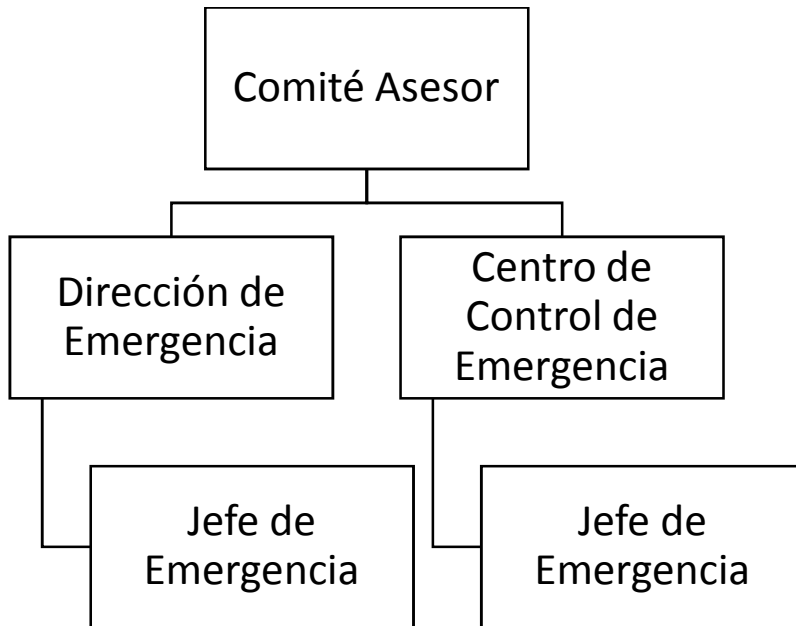 Comité Asesor
Dirección de
Emergencia
Centro de
Control de
Emergencia
Jefe de
Emergencia
Jefe de
Emergencia